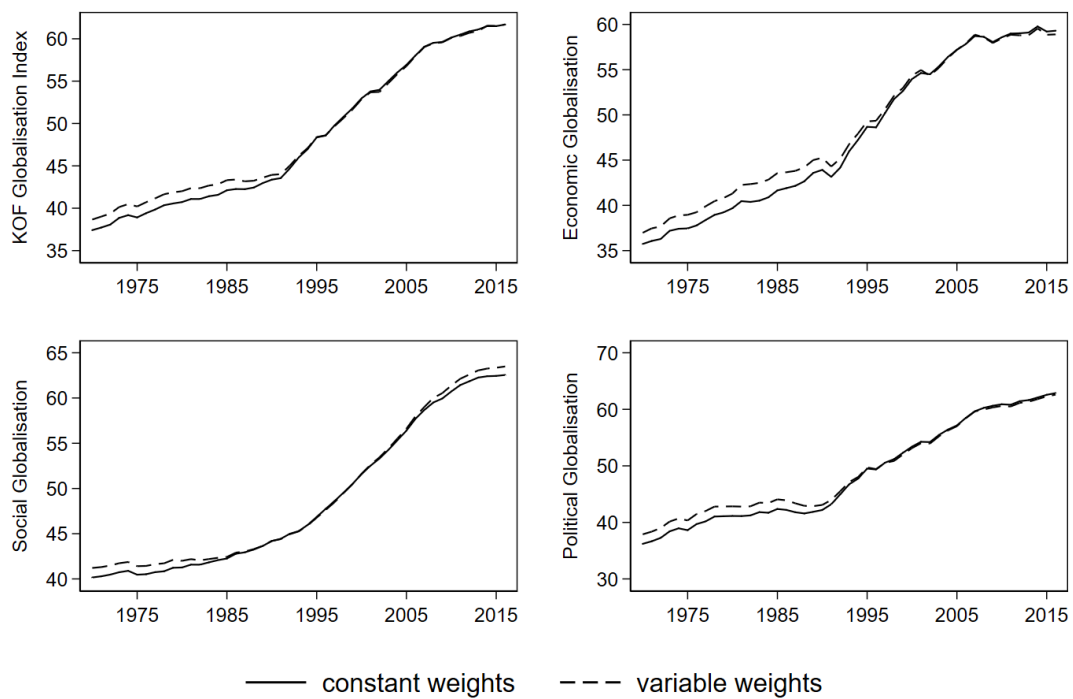 KOF Globalisation Index
60
55
50
45
40
35
1975 1985 1995 2005 2015
Economic Globalisation
60
55
50
45
40
35
1975 1985 1995 2005 2015
Social Globalisation
65
60
55
50
45
40
1975 1985 1995 2005 2015
Political Globalisation
70
60
50
40
30
1975 1985 1995 2005 2015
constant weights variable weights